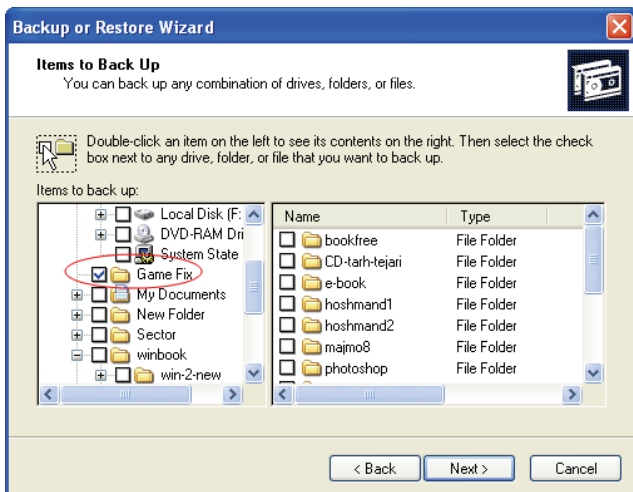 Backup or Restore Wizard
Items to Back Up
You can back up any combination of drives, folders, or files.
Double-click an item on the left to see its contents on the right. Then select the check
box next to any drive, folder, or file that you want to back up.
Items to back up:
Local Disk (F:
DVD-RAM Dri
System State
Game Fix
My Documents
New Folder
Sector
winbook
win-2-new
Name Type
bookfree File Folder
CD-tarh-tejari File Folder
e-book File Folder
hoshmand1 File Folder
hoshmand2 File Folder
majmo8 File Folder
photoshop File Folder
< Back Next > Cancel